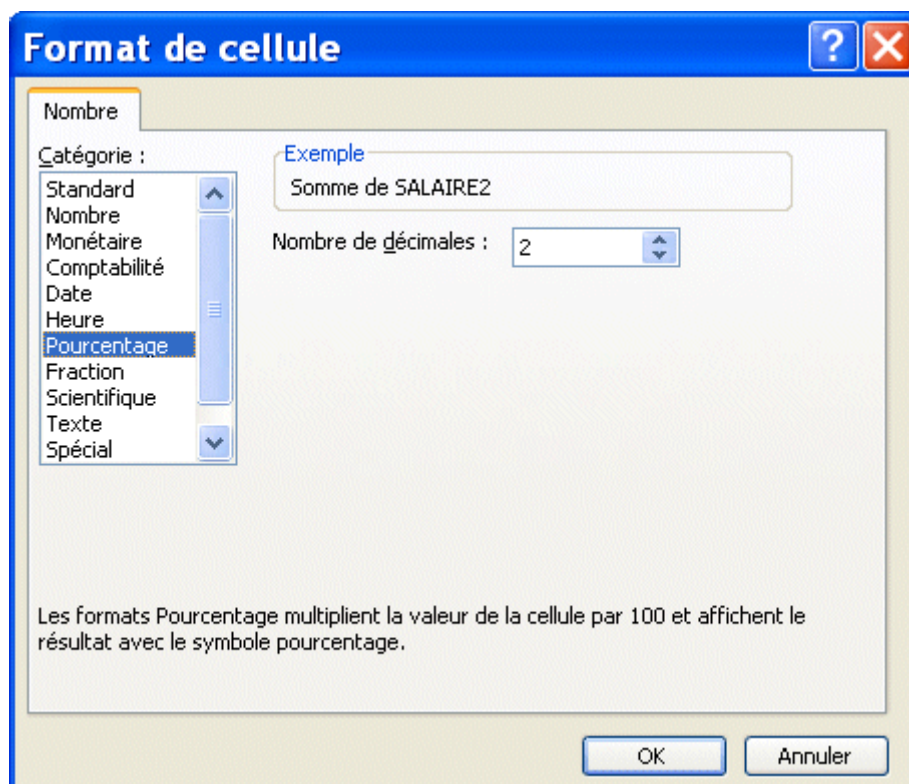 Format de cellule
Nombre
Catégorie :
Standard
Nombre
Monétaire
Comptabilité
Date
Heure
Pourcentage
Fraction
Scientifique
Texte
Spécial
Exemple
Somme de SALAIRE2
Nombre de décimales : 2
Les formats Pourcentage multiplient la valeur de la cellule par 100 et affichent le
résultat avec le symbole pourcentage.
OK Annuler